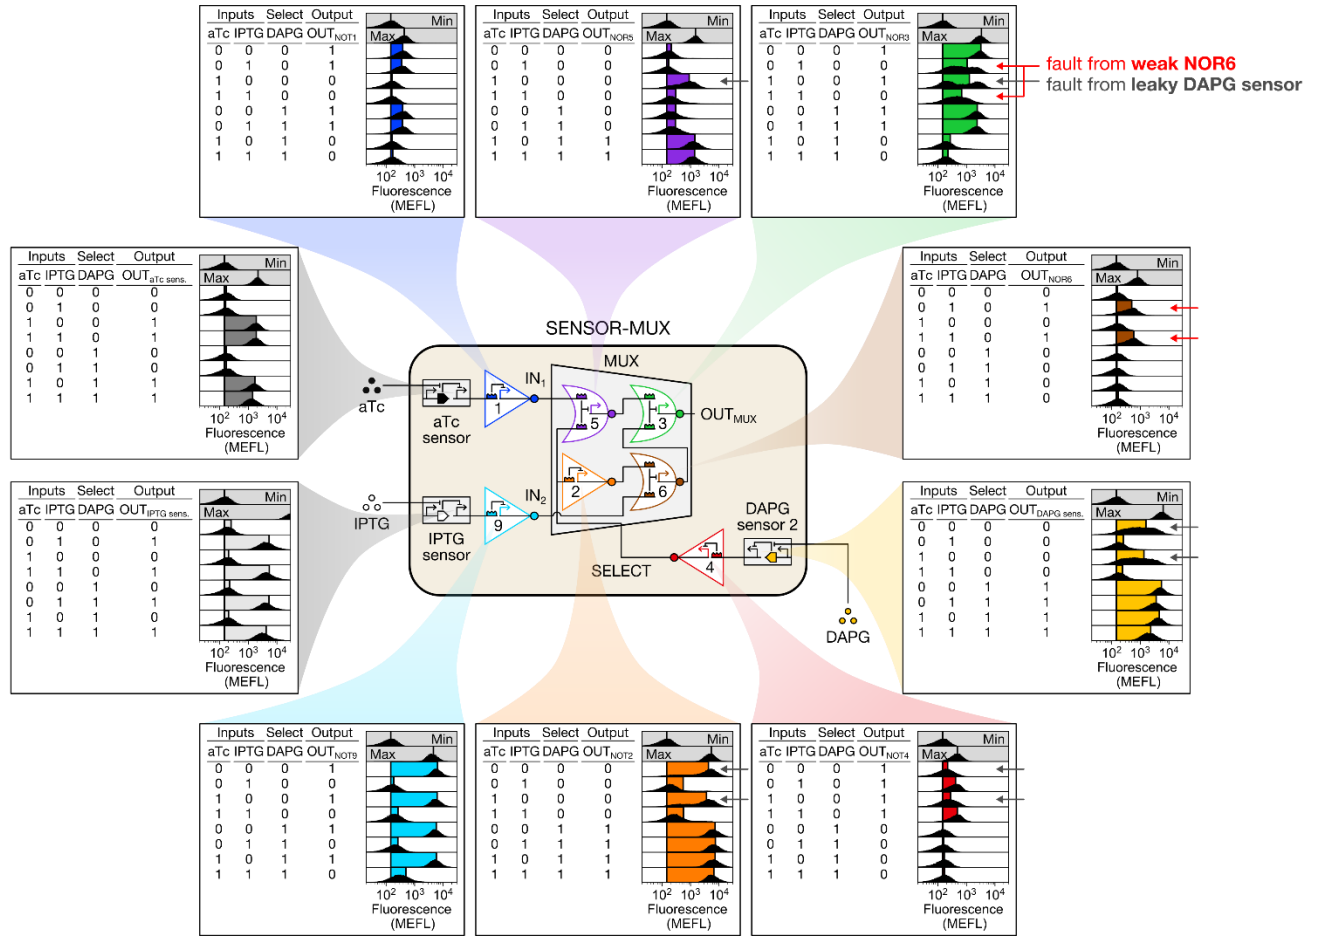 Inputs Select Output
aTc IPTG DAPG OUTNOT1
Min
Max
0 0 0 1
0 1 0 1
1 0 0 0
1 1 0 0
0 0 1 1
0 1 1 1
1 0 1 0
1 1 1 0
10² 10³ 10⁴
Fluorescence
(MEFL)
Inputs Select Output
aTc IPTG DAPG OUTNOR5
Min
Max
0 0 0 0
0 1 0 0
1 0 0 0
1 1 0 0
0 0 1 0
0 1 1 0
1 0 1 1
1 1 1 1
10² 10³ 10⁴
Fluorescence
(MEFL)
Inputs Select Output
aTc IPTG DAPG OUTNOR3
Min
Max
0 0 0 1
0 1 0 0
1 0 0 1
1 1 0 0
0 0 1 1
0 1 1 1
1 0 1 0
1 1 1 0
10² 10³ 10⁴
Fluorescence
(MEFL)
fault from weak NOR6
fault from leaky DAPG sensor
Inputs Select Output
aTc IPTG DAPG OUTaTc sens.
Min
Max
0 0 0 0
0 1 0 0
1 0 0 1
1 1 0 1
0 0 1 0
0 1 1 0
1 0 1 1
1 1 1 1
10² 10³ 10⁴
Fluorescence
(MEFL)
Inputs Select Output
aTc IPTG DAPG OUTNOR6
Min
Max
0 0 0 0
0 1 0 1
1 0 0 0
1 1 0 1
0 0 1 0
0 1 1 0
1 0 1 0
1 1 1 0
10² 10³ 10⁴
Fluorescence
(MEFL)
SENSOR-MUX
MUX
aTc
aTc
sensor
1
IN1
5
3
OUTMUX
2
6
IPTG
IPTG
sensor
9
IN2
SELECT
4
DAPG
sensor 2
DAPG
Inputs Select Output
aTc IPTG DAPG OUTIPTG sens.
Min
Max
0 0 0 0
0 1 0 1
1 0 0 0
1 1 0 1
0 0 1 0
0 1 1 1
1 0 1 0
1 1 1 1
10² 10³ 10⁴
Fluorescence
(MEFL)
Inputs Select Output
aTc IPTG DAPG OUTDAPG sens.
Min
Max
0 0 0 0
0 1 0 0
1 0 0 0
1 1 0 0
0 0 1 1
0 1 1 1
1 0 1 1
1 1 1 1
10² 10³ 10⁴
Fluorescence
(MEFL)
Inputs Select Output
aTc IPTG DAPG OUTNOT9
Min
Max
0 0 0 1
0 1 0 0
1 0 0 1
1 1 0 0
0 0 1 1
0 1 1 0
1 0 1 1
1 1 1 0
10² 10³ 10⁴
Fluorescence
(MEFL)
Inputs Select Output
aTc IPTG DAPG OUTNOT2
Min
Max
0 0 0 0
0 1 0 0
1 0 0 0
1 1 0 0
0 0 1 1
0 1 1 1
1 0 1 1
1 1 1 1
10² 10³ 10⁴
Fluorescence
(MEFL)
Inputs Select Output
aTc IPTG DAPG OUTNOT4
Min
Max
0 0 0 1
0 1 0 1
1 0 0 1
1 1 0 1
0 0 1 0
0 1 1 0
1 0 1 0
1 1 1 0
10² 10³ 10⁴
Fluorescence
(MEFL)